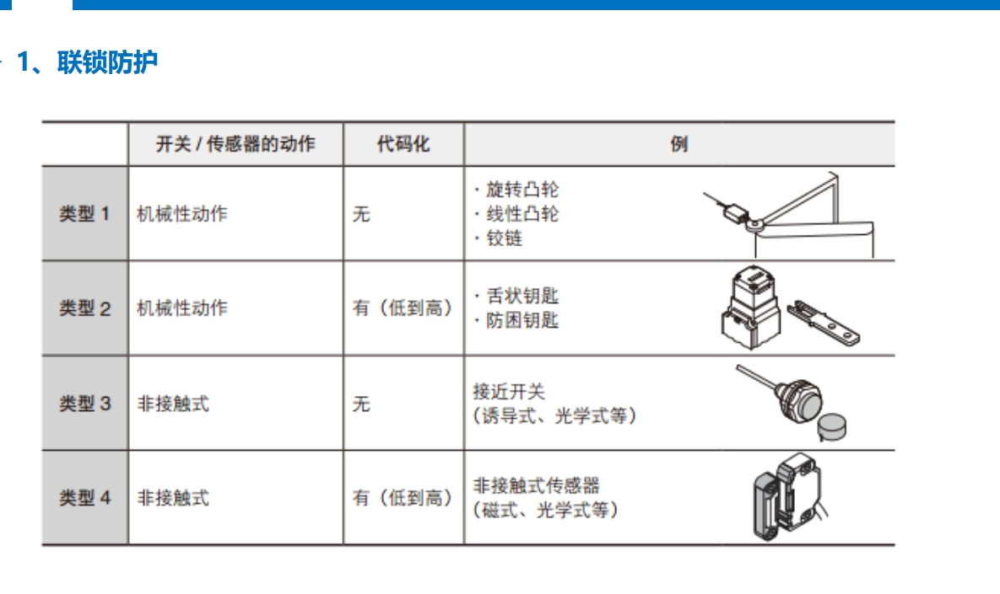 1、联锁防护
开关 / 传感器的动作 代码化 例
类型 1 机械性动作 无
· 旋转凸轮
· 线性凸轮
· 铰链
类型 2 机械性动作 有（低到高）
· 舌状钥匙
· 防困钥匙
类型 3 非接触式 无
接近开关
（诱导式、光学式等）
类型 4 非接触式 有（低到高）
非接触式传感器
（磁式、光学式等）